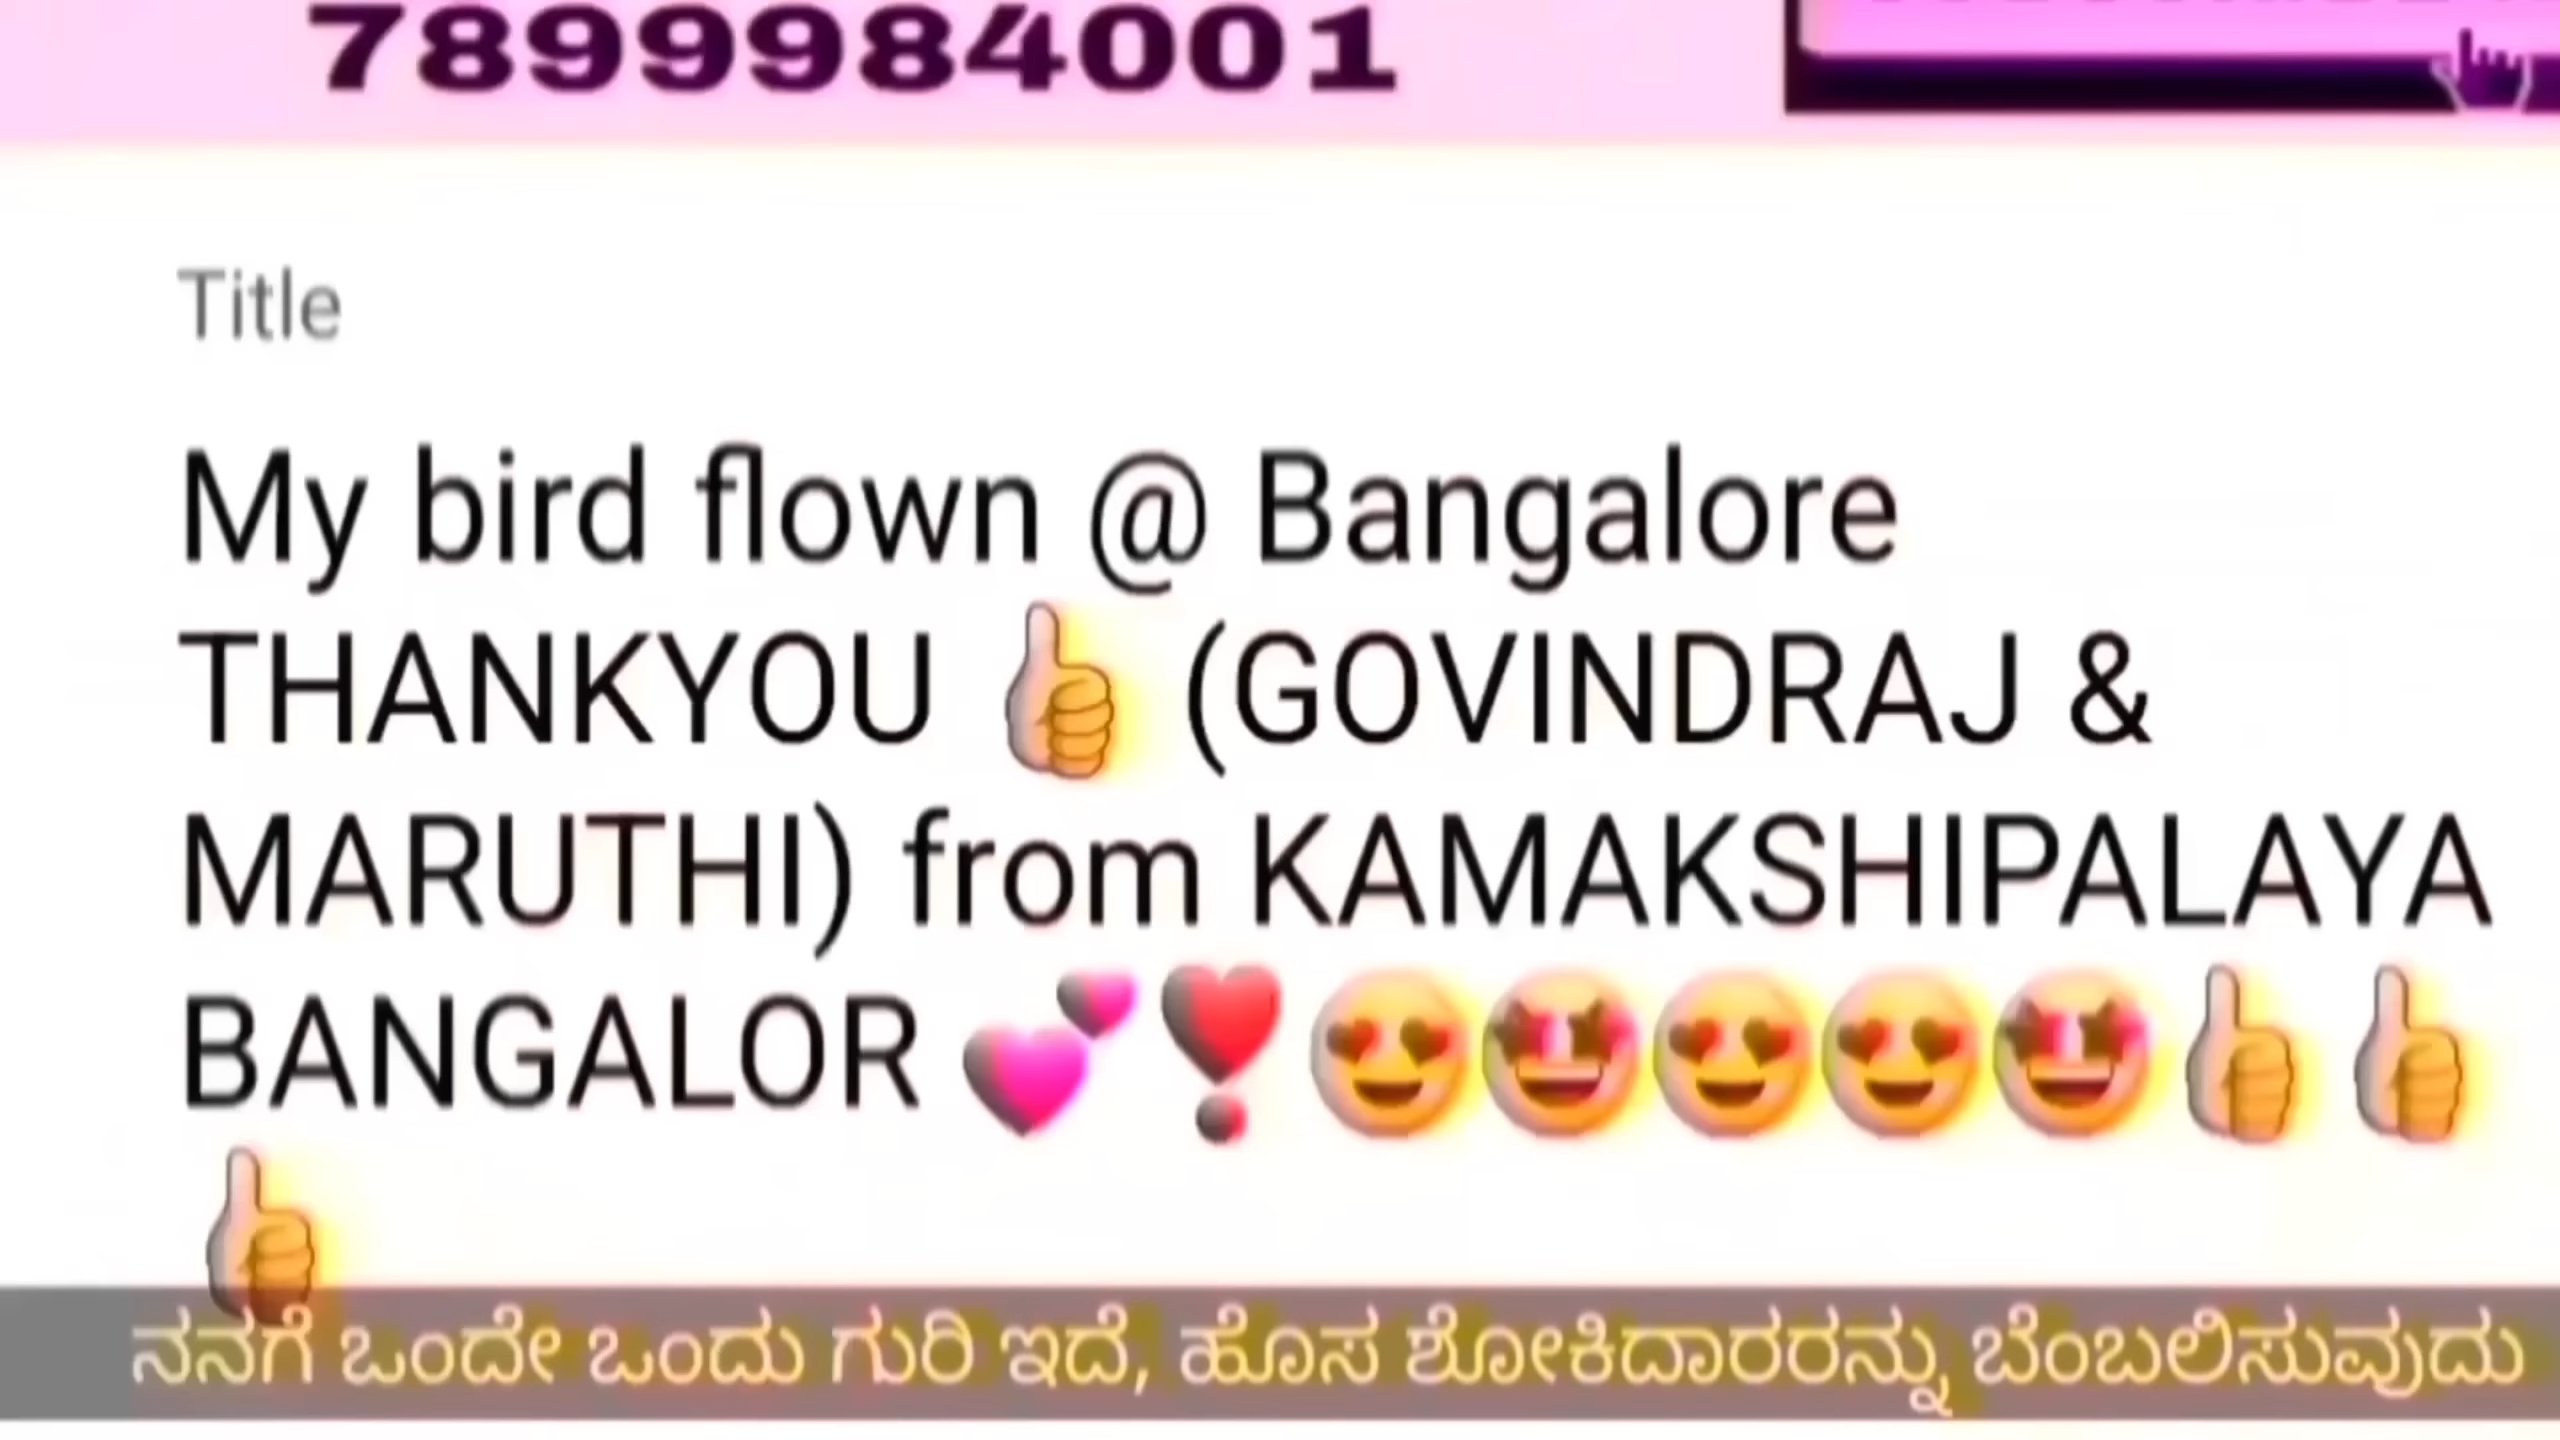 7899984001
Title
My bird flown @ Bangalore
THANKYOU 👍 (GOVINDRAJ &
MARUTHI) from KAMAKSHIPALAYA
BANGALOR 💕❣️😍🤩😍😍🤩👍👍
👍
ನನಗೆ ಒಂದೇ ಒಂದು ಗುರಿ ಇದೆ, ಹೊಸ ಶೋಕಿದಾರರನ್ನು ಬೆಂಬಲಿಸುವುದು